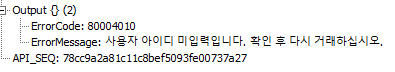 Output {} (2)
ErrorCode: 80004010
ErrorMessage: 사용자 아이디 미입력입니다. 확인 후 다시 거래하십시오.
API_SEQ: 78cc9a2a81c11c8bef5093fe00737a27